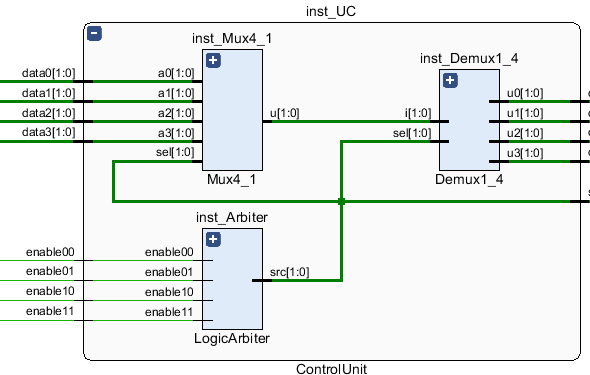 inst_UC
inst_Mux4_1
inst_Demux1_4
data0[1:0] a0[1:0]
data1[1:0] a1[1:0] u[1:0] i[1:0] u0[1:0]
data2[1:0] a2[1:0] u1[1:0]
data3[1:0] a3[1:0] sel[1:0] u2[1:0]
sel[1:0] u3[1:0]
Mux4_1 Demux1_4
inst_Arbiter
enable00 enable00
enable01 enable01 src[1:0]
enable10 enable10
enable11 enable11
LogicArbiter
ControlUnit